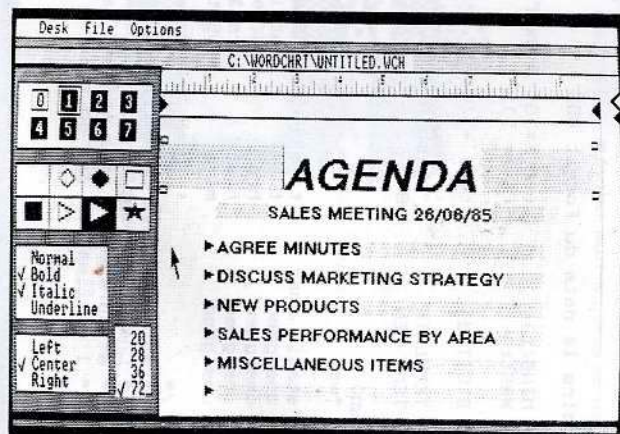 Desk File Options
C:\WORDCHRT\UNTITLED.WCH
0 1 2 3
4 5 6 7
Normal
√ Bold
√ Italic
Underline
Left
√ Center
Right
20
28
36
√ 72
AGENDA
SALES MEETING 26/06/85
AGREE MINUTES
DISCUSS MARKETING STRATEGY
NEW PRODUCTS
SALES PERFORMANCE BY AREA
MISCELLANEOUS ITEMS